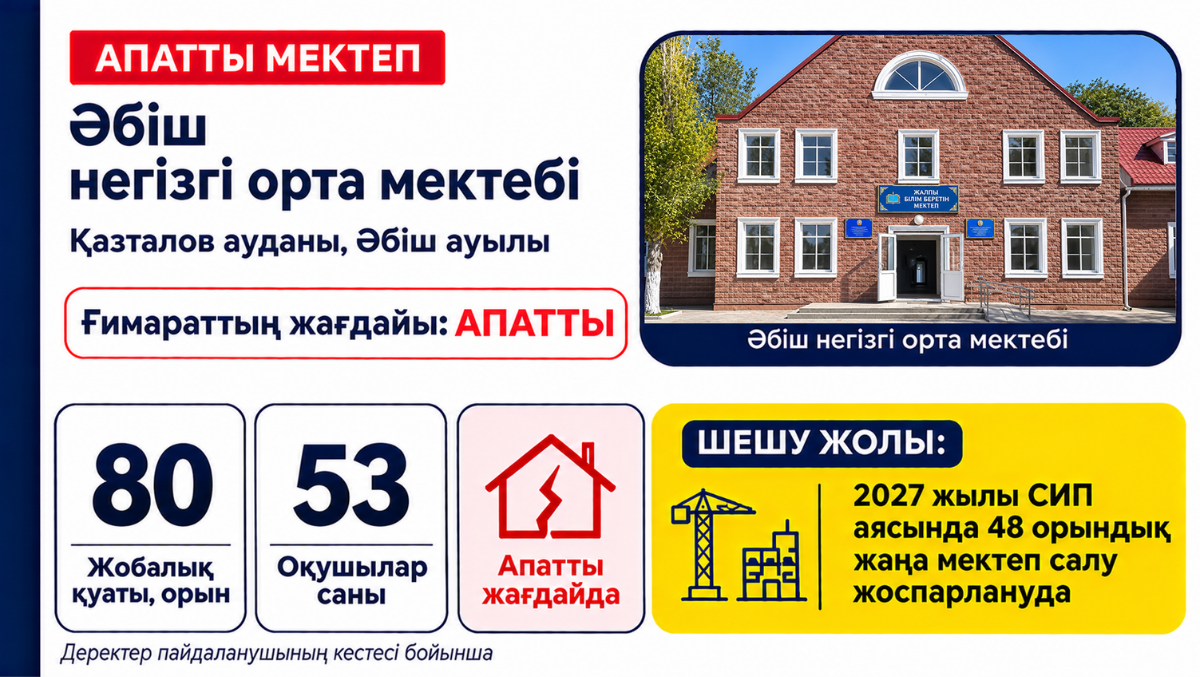 АПАТТЫ МЕКТЕП
Әбіш
негізгі орта мектебі
Қазталов ауданы, Әбіш ауылы
Ғимараттың жағдайы: АПАТТЫ
ЖАЛПЫ
БІЛІМ БЕРЕТІН
МЕКТЕП
Әбіш негізгі орта мектебі
80
Жобалық
қуаты, орын
53
Оқушылар
саны
Апатты
жағдайда
ШЕШУ ЖОЛЫ:
2027 жылы СИП
аясында 48 орындық
жаңа мектеп салу
жоспарлануда
Деректер пайдаланушының кестесі бойынша